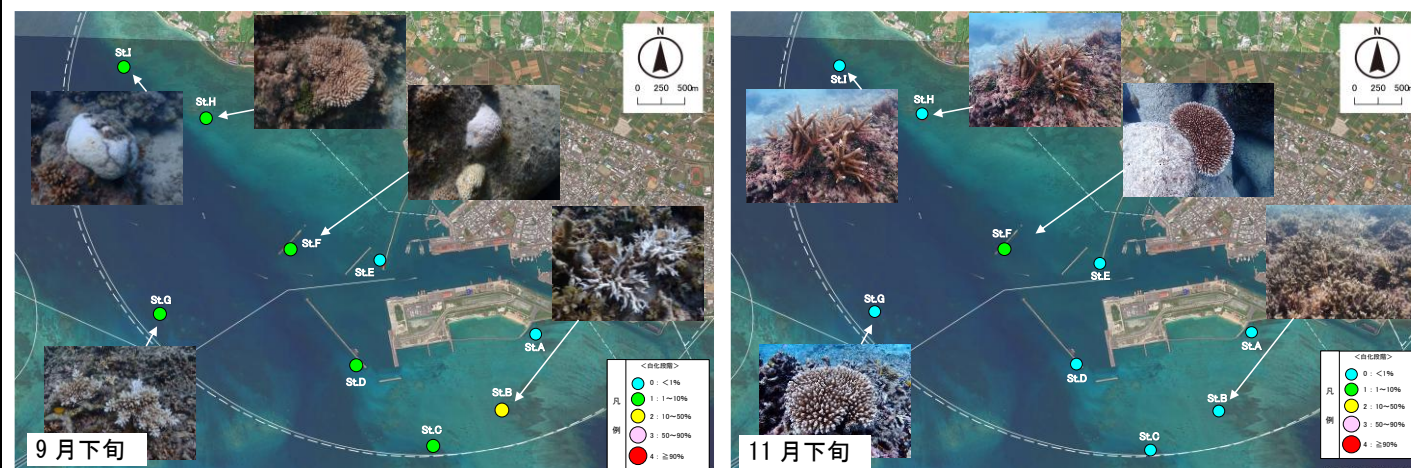 N
0 250 500m
St.I
St.H
St.F
St.E
St.G
St.A
St.D
St.B
St.C
凡例
<白化段階>
0：＜1%
1：1～10%
2：10～50%
3：50～90%
4：≧90%
9月下旬
N
0 250 500m
St.I
St.H
St.F
St.E
St.G
St.A
St.D
St.B
St.C
凡例
<白化段階>
0：＜1%
1：1～10%
2：10～50%
3：50～90%
4：≧90%
11月下旬